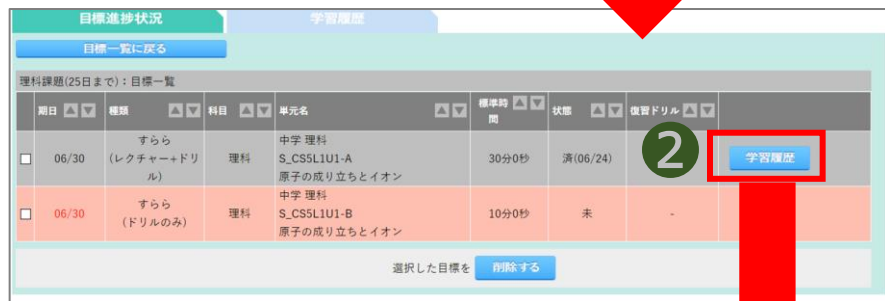 目標進捗状況 学習履歴
目標一覧に戻る
理科課題(25日まで)：目標一覧
期日 ▲ ▼ 種類 ▲ ▼ 科目 ▲ ▼ 単元名 ▲ ▼ 標準時間 ▲ ▼ 状態 ▲ ▼ 復習ドリル ▲ ▼
06/30 すらら(レクチャー+ドリル) 理科 中学 理科 30分0秒 済(06/24) ❷ 学習履歴
S_CS5L1U1-A
原子の成り立ちとイオン
06/30 すらら(ドリルのみ) 理科 中学 理科 10分0秒 未 -
S_CS5L1U1-B
原子の成り立ちとイオン
選択した目標を 削除する